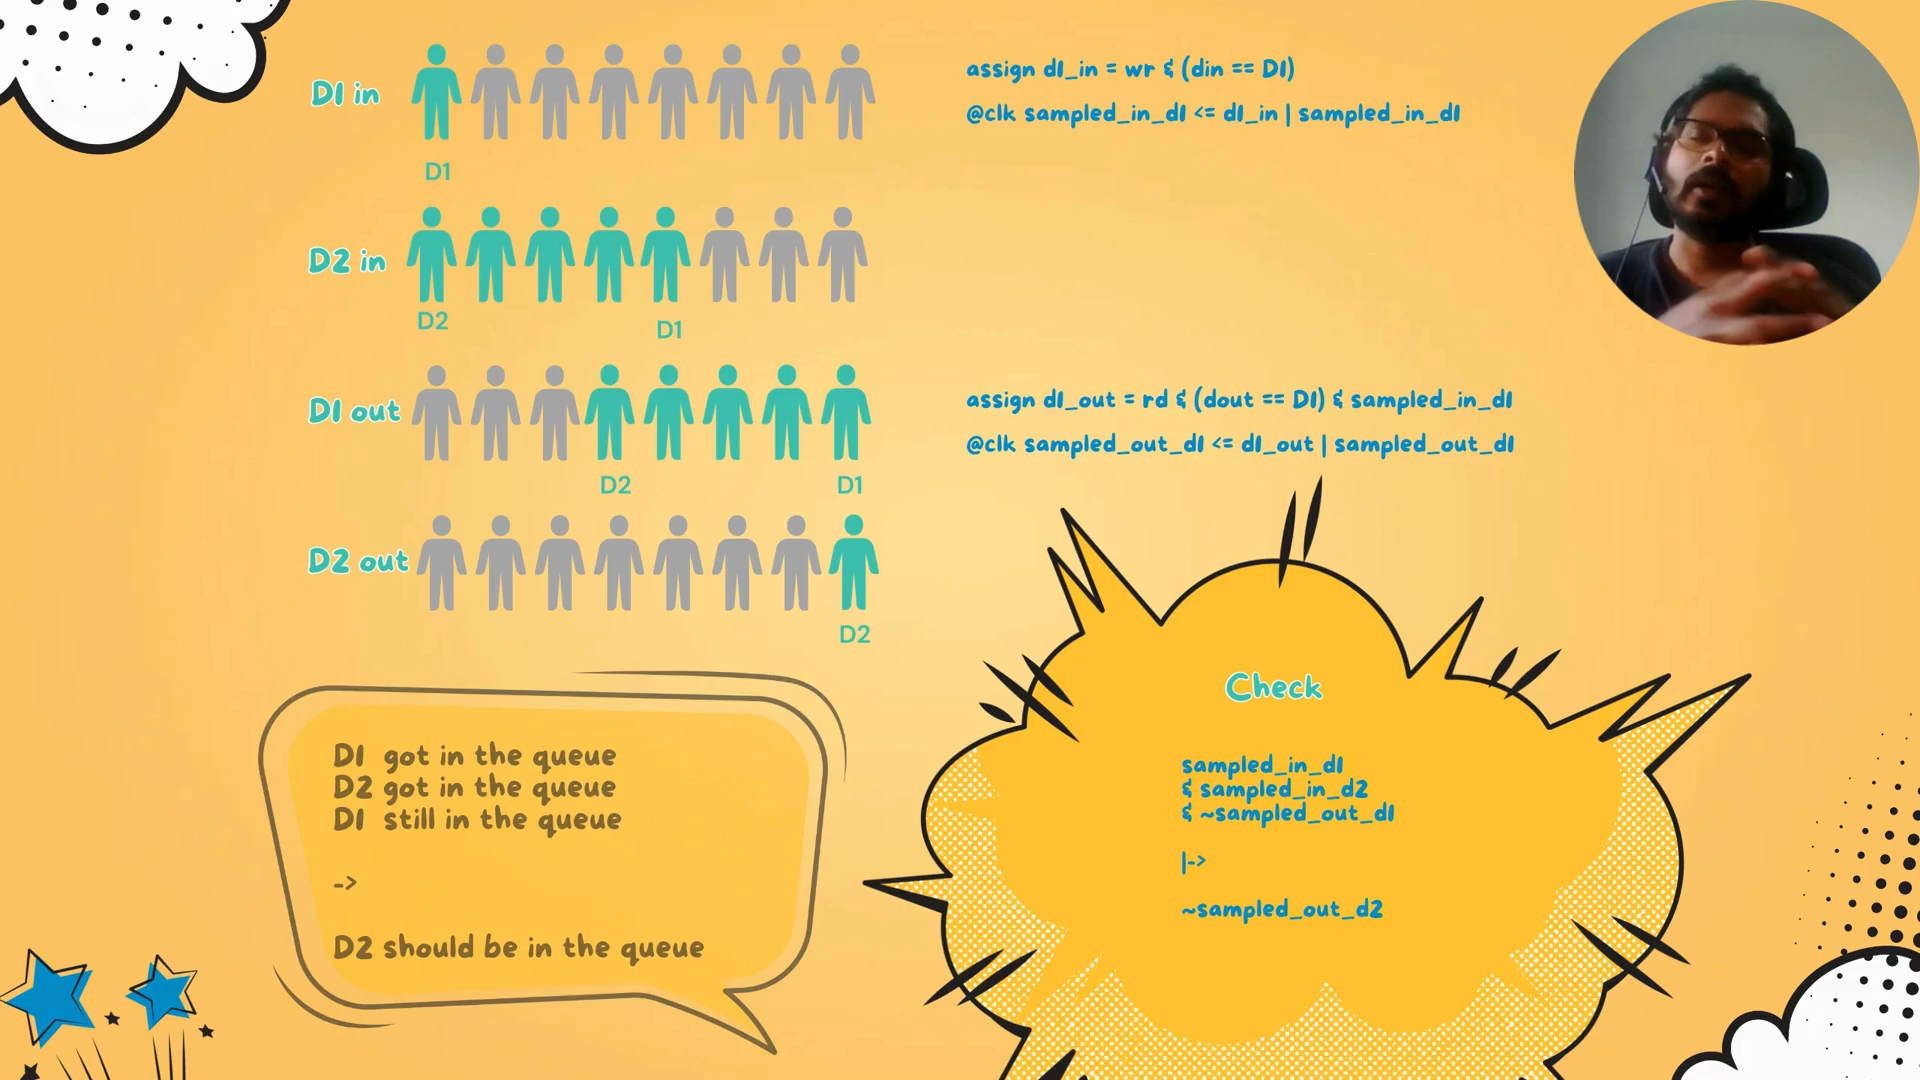 D1 in
D1
D2 in
D2
D1
D1 out
D2
D1
D2 out
D2
assign d1_in = wr & (din == D1)
@clk sampled_in_d1 <= d1_in | sampled_in_d1
assign d1_out = rd & (dout == D1) & sampled_in_d1
@clk sampled_out_d1 <= d1_out | sampled_out_d1
D1 got in the queue
D2 got in the queue
D1 still in the queue
->
D2 should be in the queue
Check
sampled_in_d1
& sampled_in_d2
& ~sampled_out_d1
|->
~sampled_out_d2